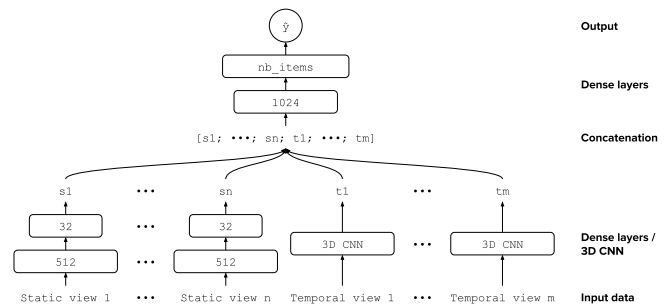 ŷ Output
nb_items
Dense layers
1024
[s1; •••; sn; t1; •••; tm] Concatenation
s1 ••• sn t1 ••• tm
32 ••• 32
3D CNN ••• 3D CNN Dense layers /
3D CNN
512 ••• 512
Static view 1 ••• Static view n Temporal view 1 ••• Temporal view m Input data